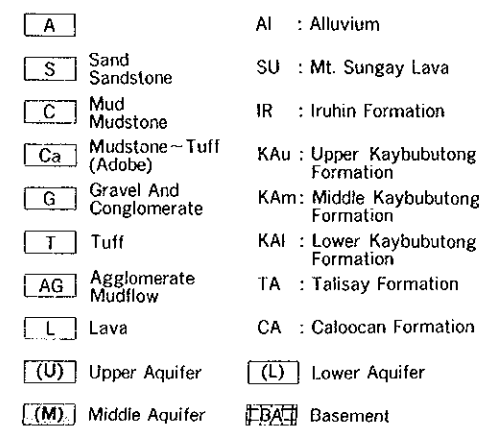 A
S Sand
Sandstone
C Mud
Mudstone
Ca Mudstone~Tuff
(Adobe)
G Gravel And
Conglomerate
T Tuff
AG Agglomerate
Mudflow
L Lava
(U) Upper Aquifer
(M) Middle Aquifer
Al : Alluvium
SU : Mt. Sungay Lava
IR : Iruhin Formation
KAu : Upper Kaybubutong
Formation
KAm : Middle Kaybubutong
Formation
KAl : Lower Kaybubutong
Formation
TA : Talisay Formation
CA : Caloocan Formation
(L) Lower Aquifer
BA Basement